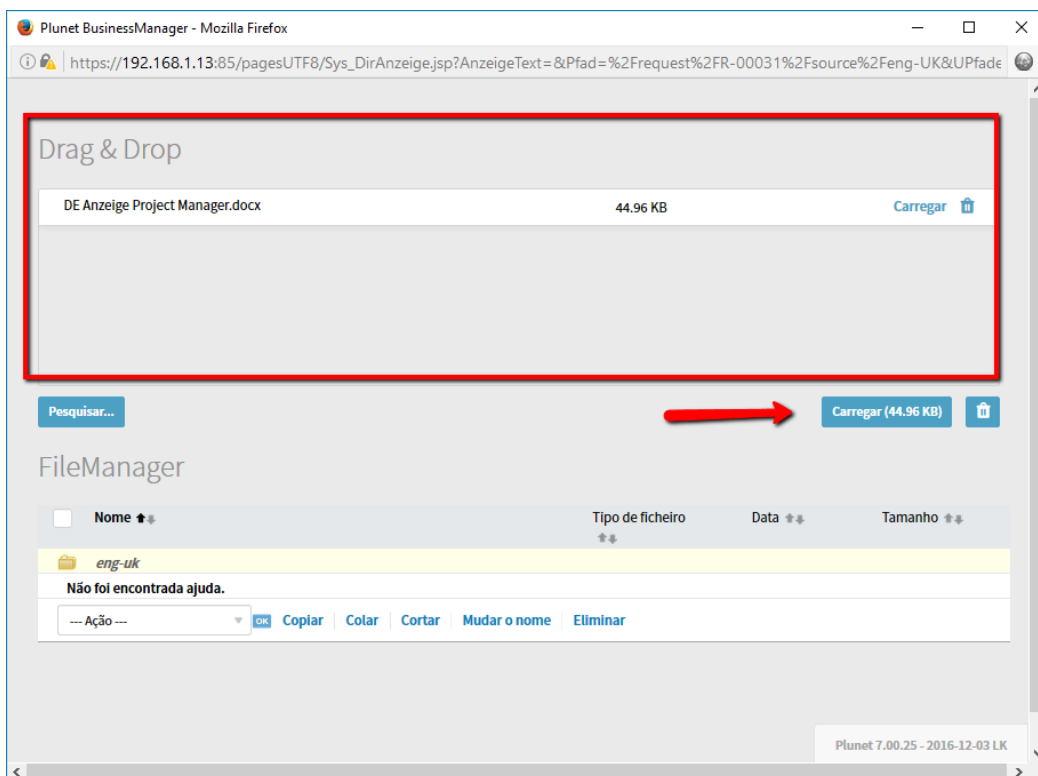 Plunet BusinessManager - Mozilla Firefox
https://192.168.1.13:85/pagesUTF8/Sys_DirAnzeige.jsp?AnzeigeText=&Pfad=%2Frequest%2FR-00031%2Fsource%2Feng-UK&UPfade
Drag & Drop
DE Anzeige Project Manager.docx 44.96 KB Carregar
Pesquisar... Carregar (44.96 KB)
FileManager
Nome Tipo de ficheiro Data Tamanho
eng-uk
Não foi encontrada ajuda.
--- Ação --- OK Copiar Colar Cortar Mudar o nome Eliminar
Plunet 7.00.25 - 2016-12-03 LK